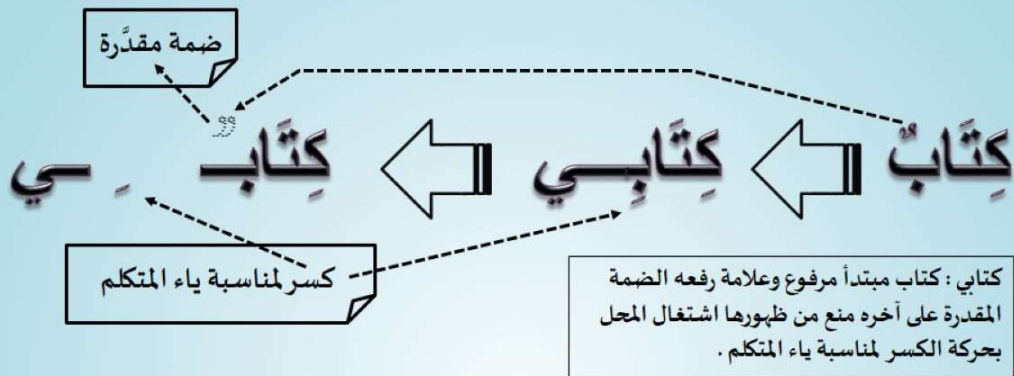 ضمة مقدَّرة
كِتَابٌ
كِتَابِـي
كِتَابـ ـِ ـي
كسر لمناسبة ياء المتكلم
كتابي : كتاب مبتدأ مرفوع وعلامة رفعه الضمة
المقدرة على آخره منع من ظهورها اشتغال المحل
بحركة الكسر لمناسبة ياء المتكلم .